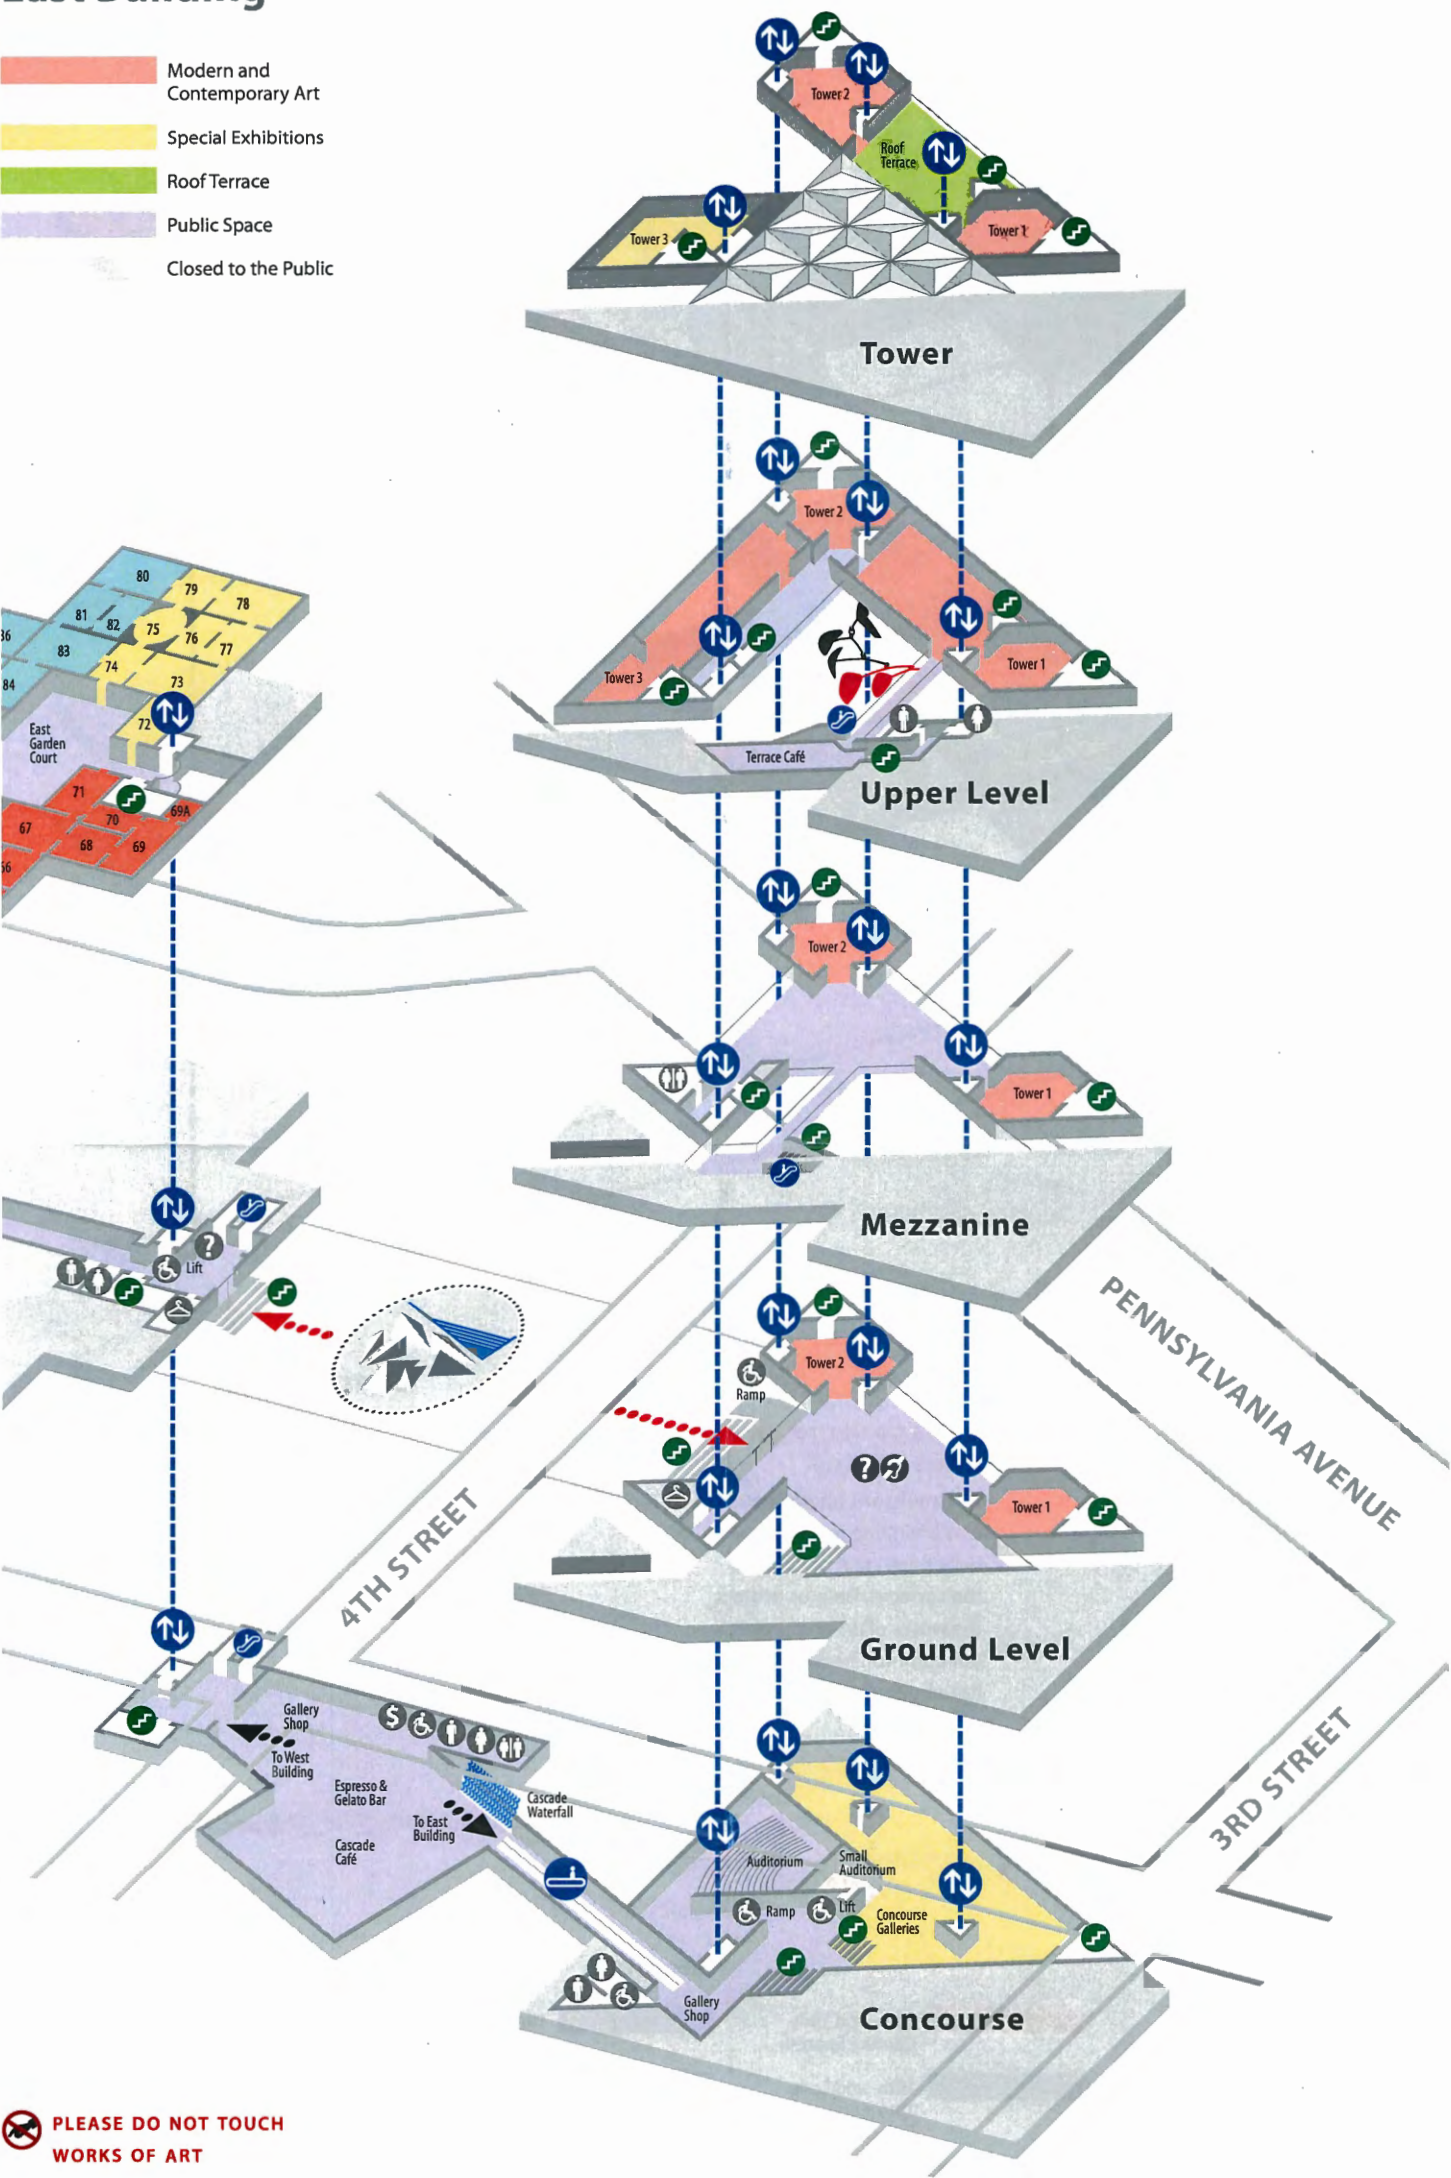 Modern and
Contemporary Art
Special Exhibitions
Roof Terrace
Public Space
Closed to the Public
Tower 2
Roof
Terrace
Tower 3
Tower 1
Tower
Tower 2
Tower 3
Tower 1
Terrace Café
Upper Level
80
79
78
81
82
75
76
77
83
74
73
84
72
East
Garden
Court
71
70
69A
67
68
69
Tower 2
Tower 1
Mezzanine
?
Lift
Tower 2
Ramp
?
Tower 1
Ground Level
4TH STREET
PENNSYLVANIA AVENUE
3RD STREET
Gallery
Shop
$
To West
Building
Espresso &
Gelato Bar
Cascade
Waterfall
To East
Building
Cascade
Café
Auditorium
Small
Auditorium
Ramp
Lift
Concourse
Galleries
Gallery
Shop
Concourse
PLEASE DO NOT TOUCH
WORKS OF ART